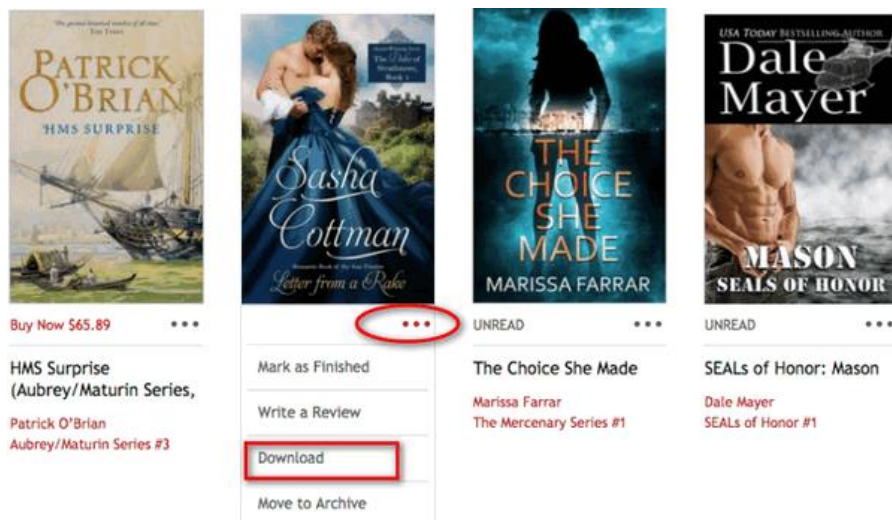 "The greatest historical novelist of all time"
THE TIMES
PATRICK
O'BRIAN
HMS SURPRISE
Buy Now $65.89
•••
HMS Surprise
(Aubrey/Maturin Series,
Patrick O'Brian
Aubrey/Maturin Series #3
The Duke of
Strathmore,
Book 1
Sasha
Cottman
Letter from a Rake
•••
Mark as Finished
Write a Review
Download
Move to Archive
THE
CHOICE
SHE
MADE
MARISSA FARRAR
UNREAD
•••
The Choice She Made
Marissa Farrar
The Mercenary Series #1
USA TODAY BESTSELLING AUTHOR
Dale
Mayer
MASON
SEALS OF HONOR
UNREAD
•••
SEALs of Honor: Mason
Dale Mayer
SEALs of Honor #1